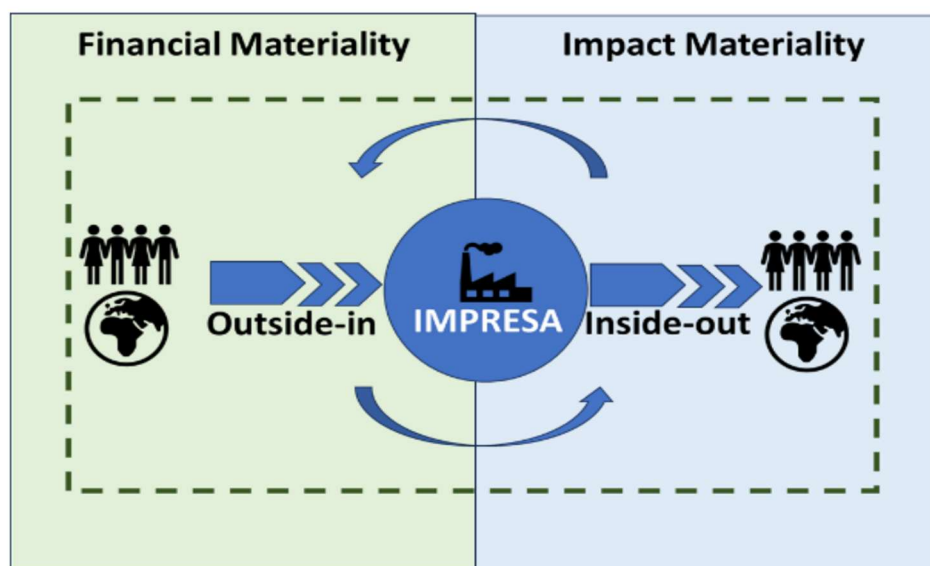 Financial Materiality
Impact Materiality
Outside-in
IMPRESA
Inside-out